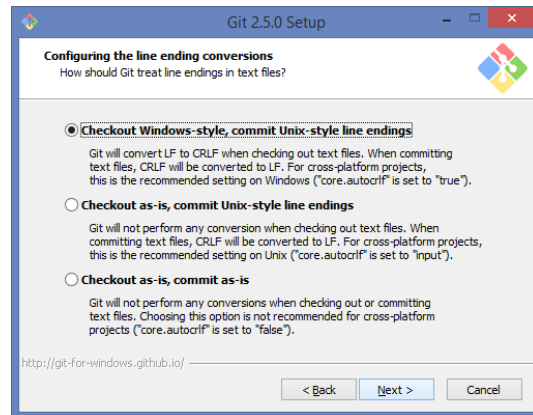 Git 2.5.0 Setup
Configuring the line ending conversions
How should Git treat line endings in text files?
Checkout Windows-style, commit Unix-style line endings
Git will convert LF to CRLF when checking out text files. When committing
text files, CRLF will be converted to LF. For cross-platform projects,
this is the recommended setting on Windows ("core.autocrlf" is set to "true").
Checkout as-is, commit Unix-style line endings
Git will not perform any conversion when checking out text files. When
committing text files, CRLF will be converted to LF. For cross-platform projects,
this is the recommended setting on Unix ("core.autocrlf" is set to "input").
Checkout as-is, commit as-is
Git will not perform any conversions when checking out or committing
text files. Choosing this option is not recommended for cross-platform
projects ("core.autocrlf" is set to "false").
http://git-for-windows.github.io/
< Back Next > Cancel